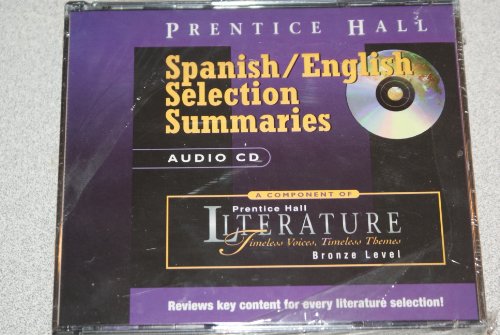 PRENTICE HALL
Spanish/English
Selection
Summaries
AUDIO CD
A COMPONENT OF
Prentice Hall
LITERATURE
Timeless Voices, Timeless Themes
Bronze Level
Reviews key content for every literature selection!